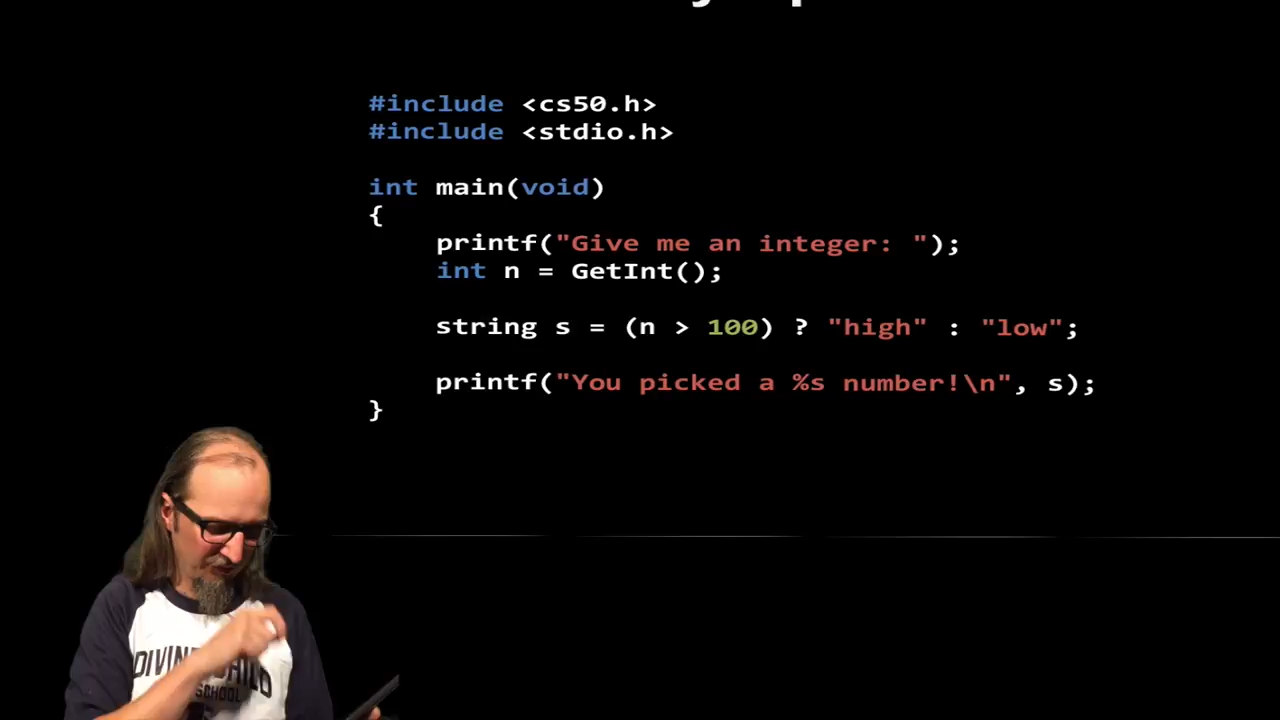 #include <cs50.h>
#include <stdio.h>
int main(void)
{
printf("Give me an integer: ");
int n = GetInt();
string s = (n > 100) ? "high" : "low";
printf("You picked a %s number!\n", s);
}
SCHOOL